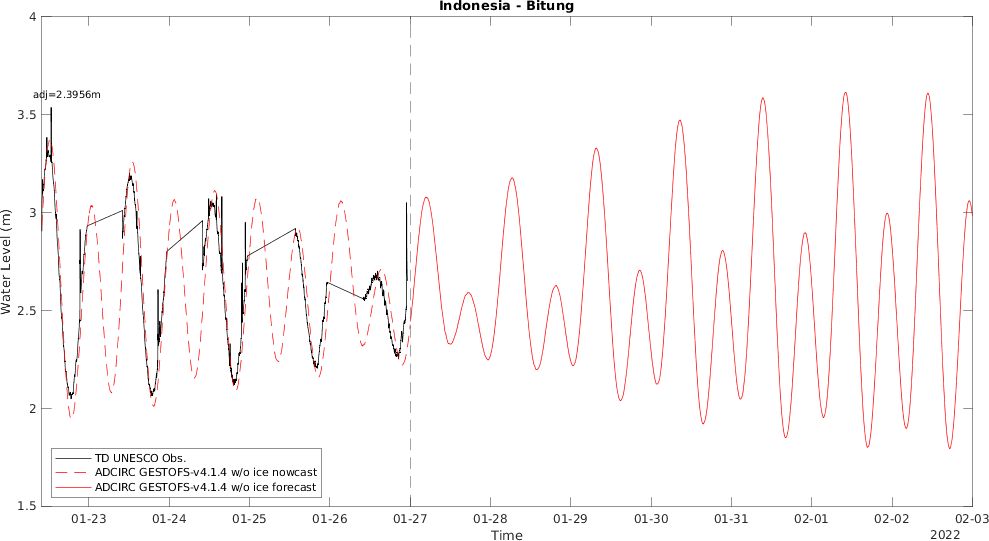 Indonesia - Bitung
adj=2.3956m
4
3.5
3
2.5
2
1.5
Water Level (m)
TD UNESCO Obs.
ADCIRC GESTOFS-v4.1.4 w/o ice nowcast
ADCIRC GESTOFS-v4.1.4 w/o ice forecast
01-23 01-24 01-25 01-26 01-27 01-28 01-29 01-30 01-31 02-01 02-02 02-03
Time
2022